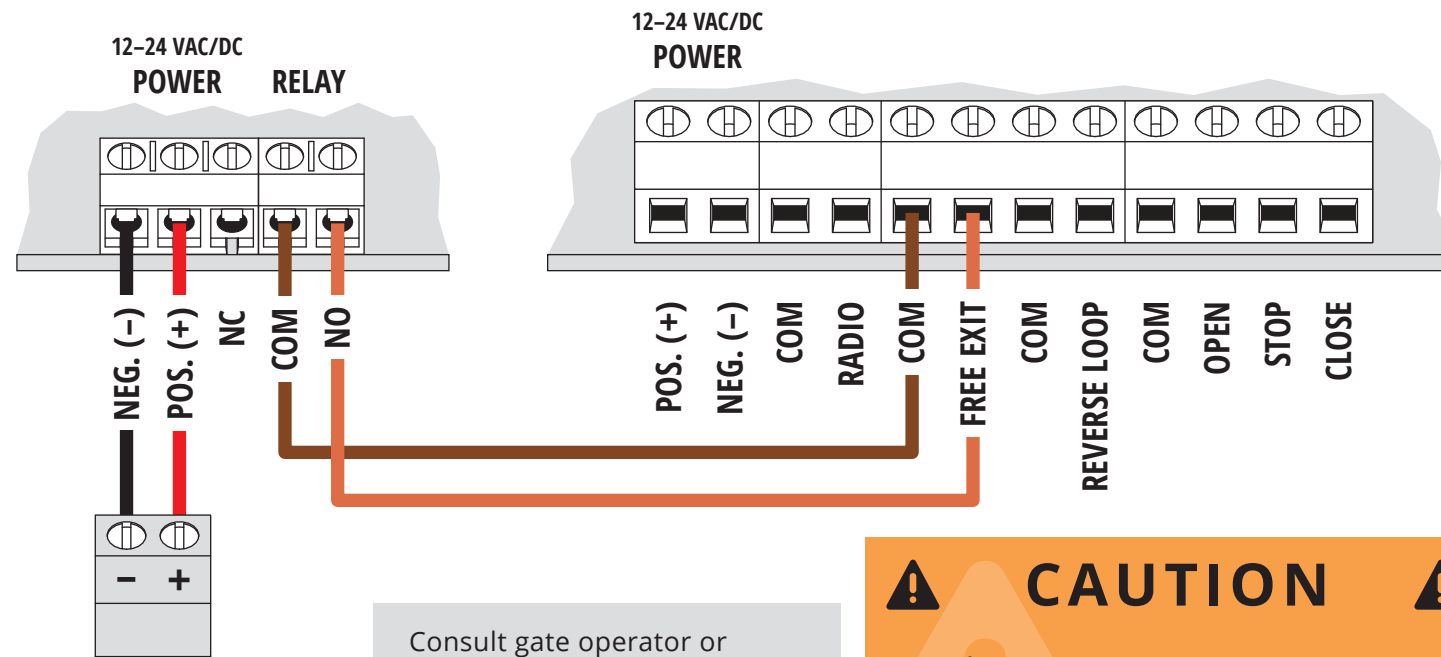 12–24 VAC/DC
POWER
RELAY
NEG. (–)
POS. (+)
NC
COM
NO
– +
12–24 VAC/DC
POWER
POS. (+)
NEG. (–)
COM
RADIO
COM
FREE EXIT
COM
REVERSE LOOP
COM
OPEN
STOP
CLOSE
Consult gate operator or
CAUTION